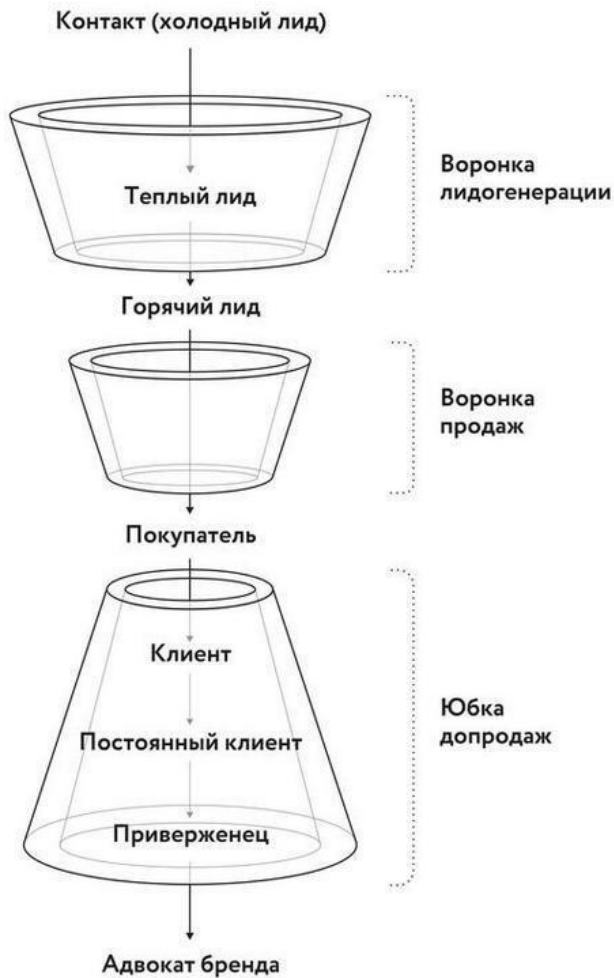 Контакт (холодный лид)
Теплый лид
Воронка
лидогенерации
Горячий лид
Воронка
продаж
Покупатель
Клиент
Постоянный клиент
Приверженец
Юбка
допродаж
Адвокат бренда